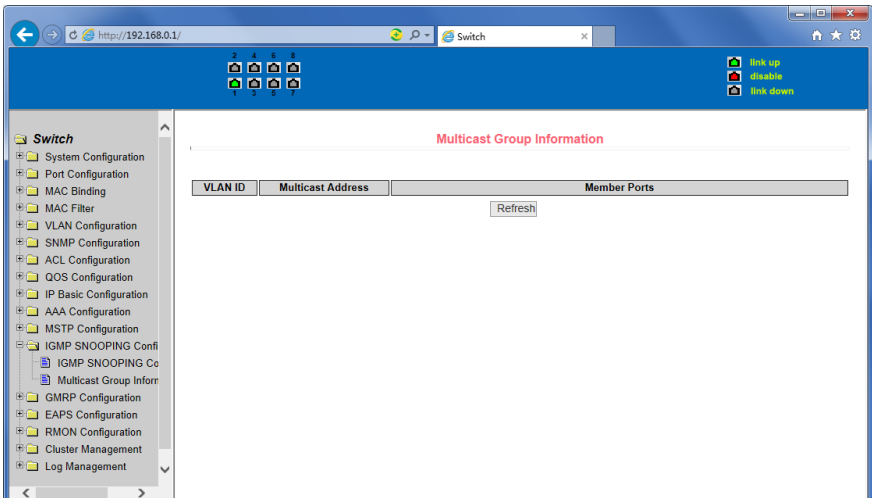 http://192.168.0.1/
Switch
2 4 6 8
1 3 5 7
link up
disable
link down
Switch
System Configuration
Port Configuration
MAC Binding
MAC Filter
VLAN Configuration
SNMP Configuration
ACL Configuration
QOS Configuration
IP Basic Configuration
AAA Configuration
MSTP Configuration
IGMP SNOOPING Confi
IGMP SNOOPING Co
Multicast Group Inform
GMRP Configuration
EAPS Configuration
RMON Configuration
Cluster Management
Log Management
Multicast Group Information
VLAN ID Multicast Address Member Ports
Refresh